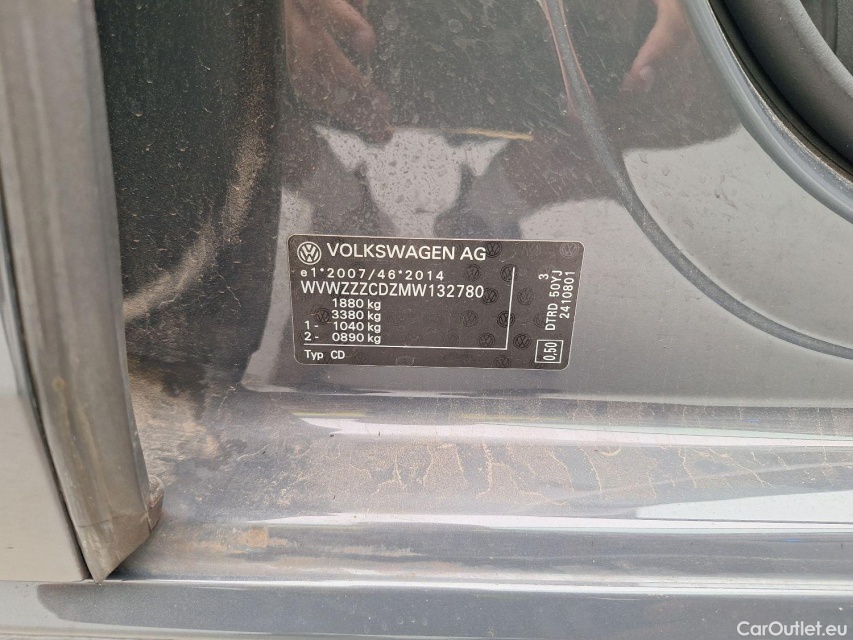 VOLKSWAGEN AG
e1*2007/46*2014
WVWZZZCDZMW132780
1880 kg
3380 kg
1- 1040 kg
2- 0890 kg
Typ CD
0,50
3
DTRD 50YJ
2410801
CarOutlet.eu